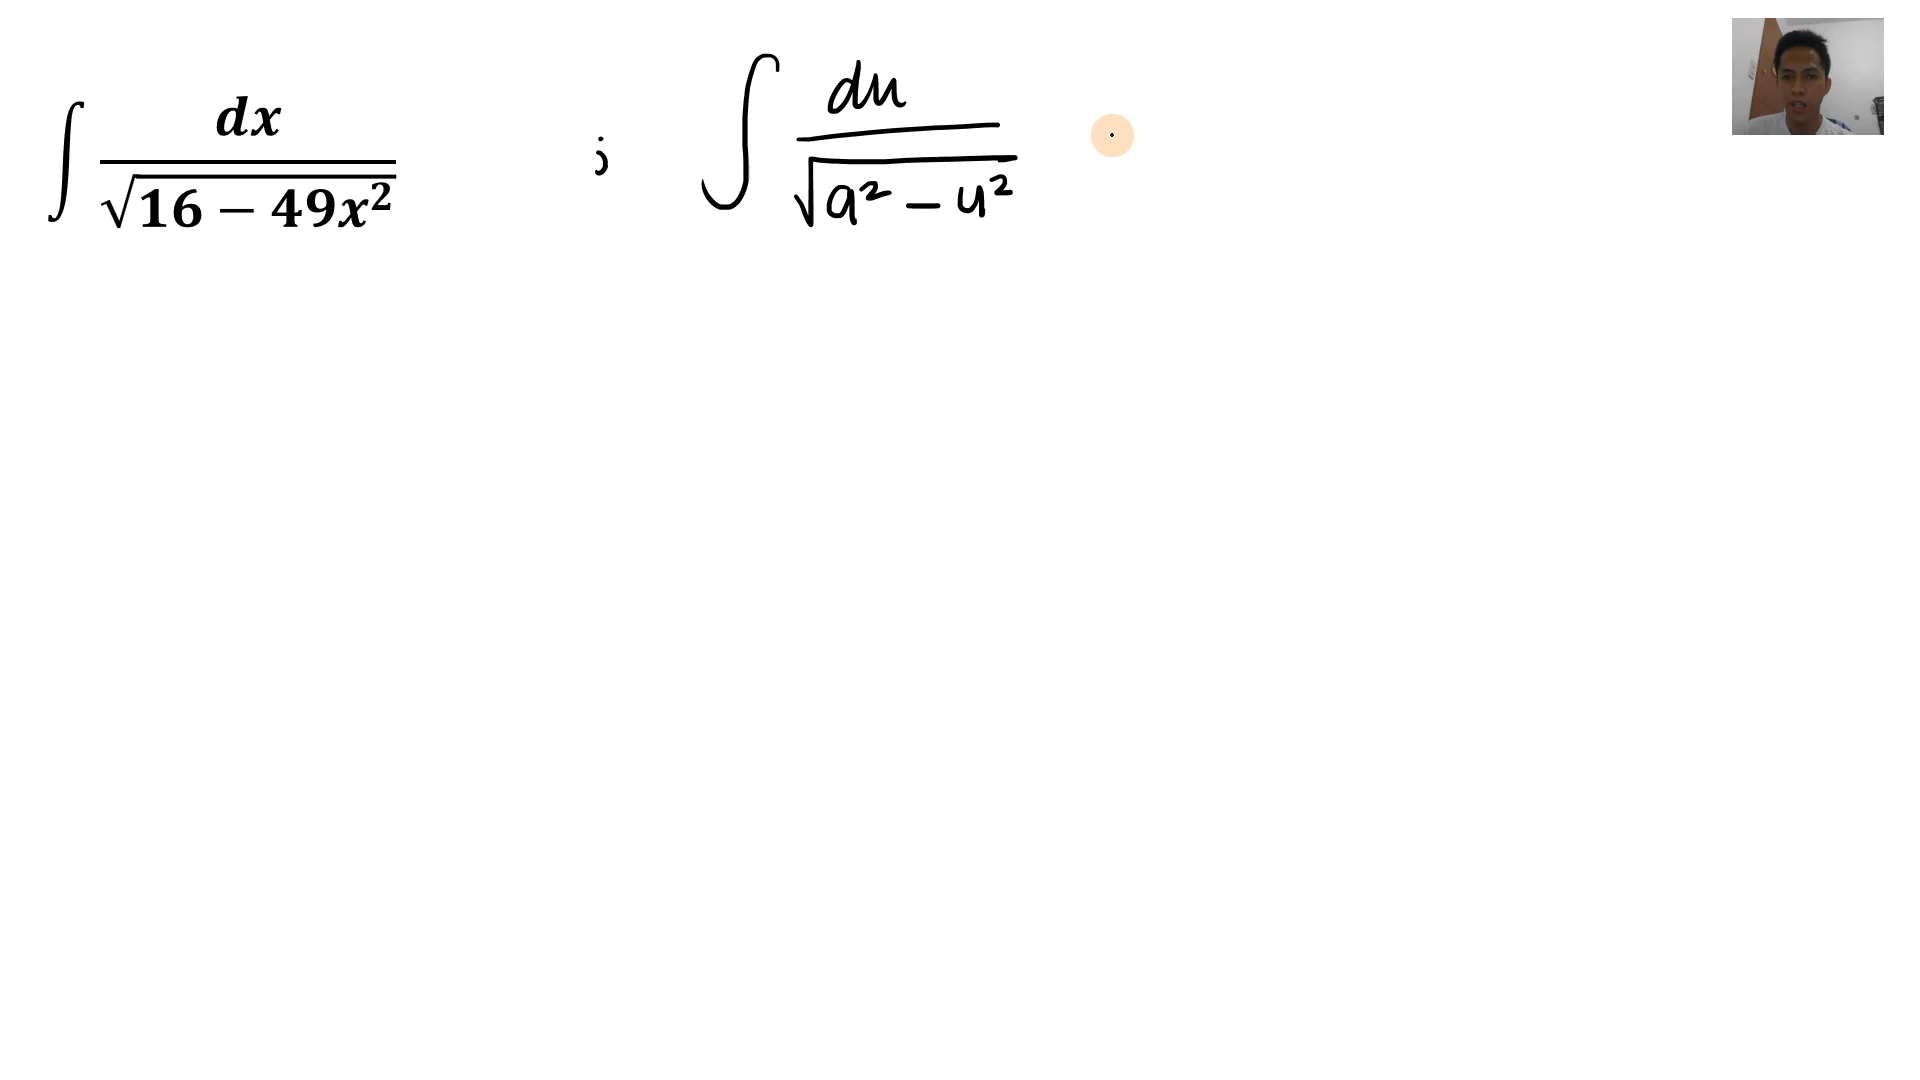 ∫ dx / √(16 − 49x²) ; ∫ du / √(a² − u²)